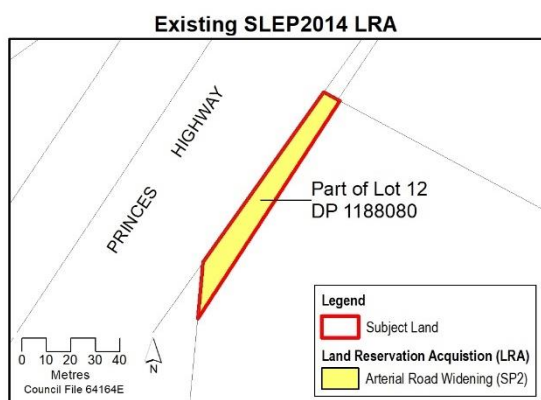 Existing SLEP2014 LRA
PRINCES HIGHWAY
Part of Lot 12
DP 1188080
Legend
Subject Land
Land Reservation Acquistion (LRA)
Arterial Road Widening (SP2)
0 10 20 30 40
Metres
Council File 64164E
N